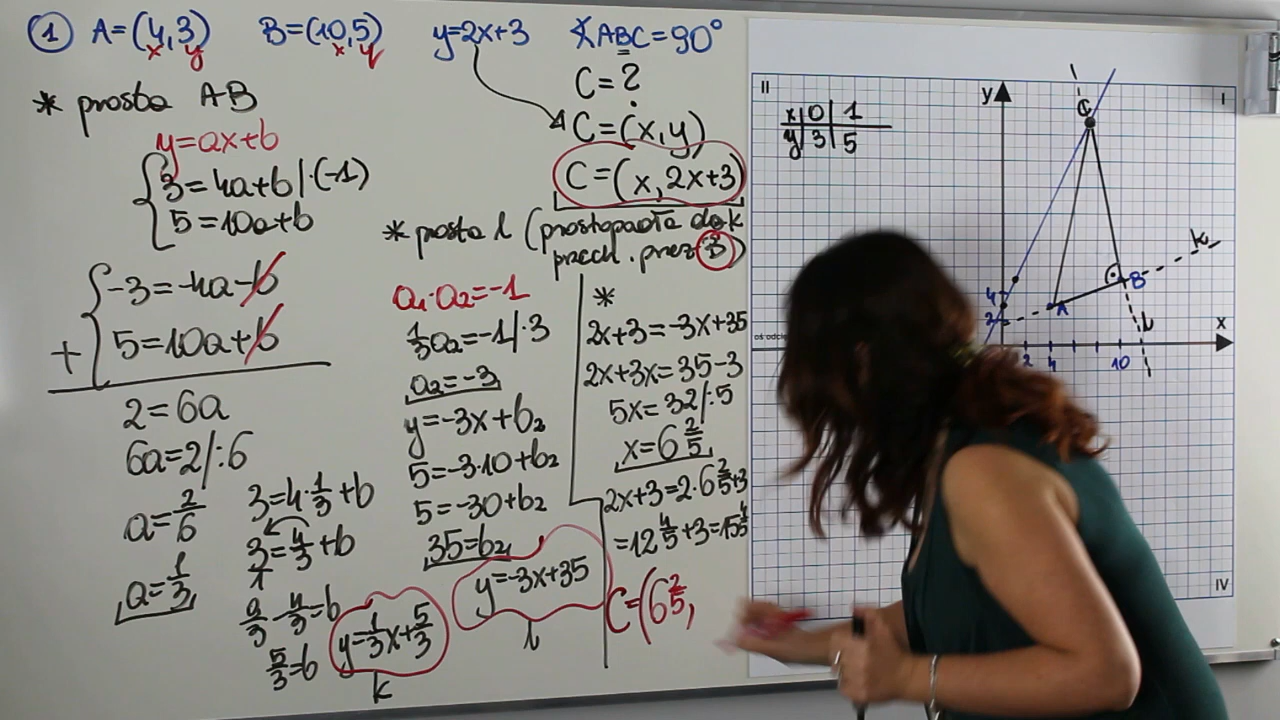 ① A=(4,3) B=(10,5) y=2x+3 ∢ABC=90°
x y x y
C=?
C=(x,y)
C=(x,2x+3)
* prosta AB
y=ax+b
3=4a+b|·(-1)
5=10a+b
-3=-4a-b
+ 5=10a+b
2=6a
6a=2/:6
a=2/6
a=1/3
3=4·1/3+b
3=4/3+b
1
9/3-4/3=b
5/3=b
y=1/3x+5/3
k
* prosta l (prostopadła do k
przech. przez B)
a₁·a₂=-1
1/3a₂=-1/·3
a₂=-3
y=-3x+b₂
5=-3·10+b₂
5=-30+b₂
35=b₂
y=-3x+35
l
*
2x+3=-3x+35
2x+3x=35-3
5x=32/:5
x=6 2/5
2x+3=2·6 2/5+3
=12 4/5+3=15 4/5
C=(6 2/5,
II
I
IV
x|0|1
y|3|5
y
C
k
B
A
l
x
4
2 4 10